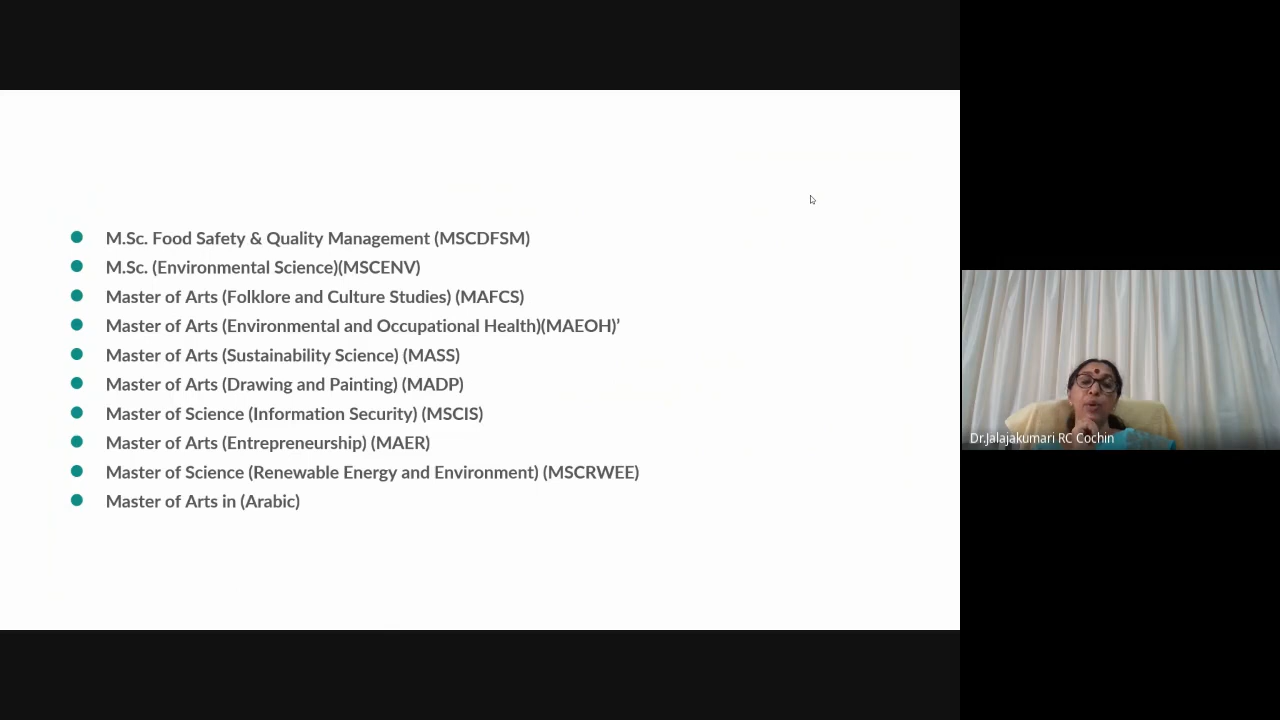 M.Sc. Food Safety & Quality Management (MSCDFSM)
M.Sc. (Environmental Science)(MSCENV)
Master of Arts (Folklore and Culture Studies) (MAFCS)
Master of Arts (Environmental and Occupational Health)(MAEOH)’
Master of Arts (Sustainability Science) (MASS)
Master of Arts (Drawing and Painting) (MADP)
Master of Science (Information Security) (MSCIS)
Master of Arts (Entrepreneurship) (MAER)
Master of Science (Renewable Energy and Environment) (MSCRWEE)
Master of Arts in (Arabic)
Dr.Jalajakumari RC Cochin